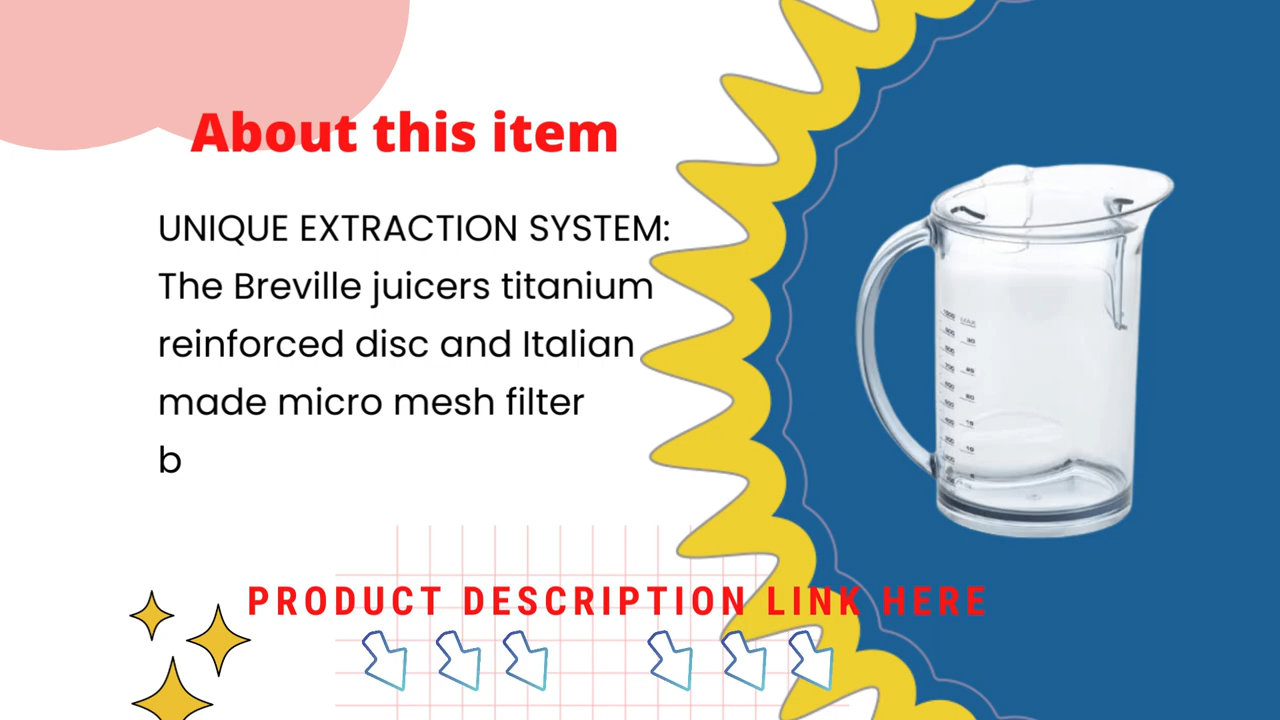 About this item
UNIQUE EXTRACTION SYSTEM:
The Breville juicers titanium
reinforced disc and Italian
made micro mesh filter
b
MAX
PRODUCT DESCRIPTION LINK HERE